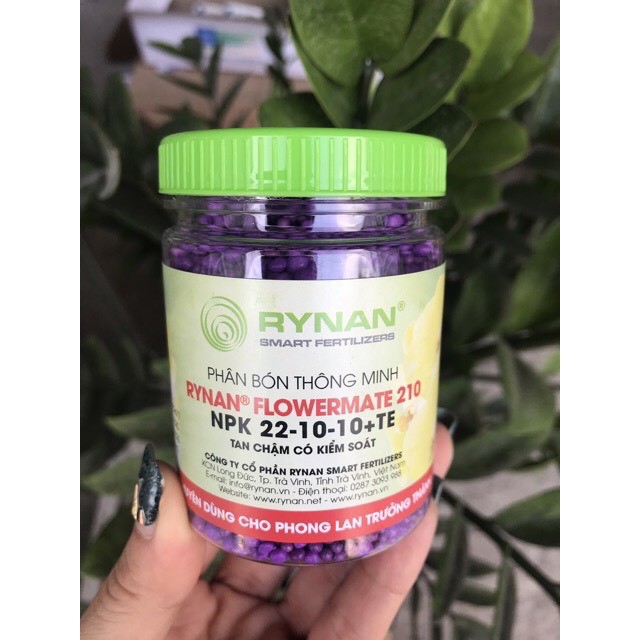 RYNAN®
SMART FERTILIZERS
PHÂN BÓN THÔNG MINH
RYNAN® FLOWERMATE 210
NPK 22-10-10+TE
TAN CHẬM CÓ KIỂM SOÁT
CÔNG TY CỔ PHẦN RYNAN SMART FERTILIZERS
KCN Long Đức, Tp. Trà Vinh, Tỉnh Trà Vinh, Việt Nam
E-mail: info@rynan.vn - Điện thoại: 0287 3093 988
Website: www.rynan.net - www.rynan.vn
DÙNG CHO PHONG LAN TRƯỞNG